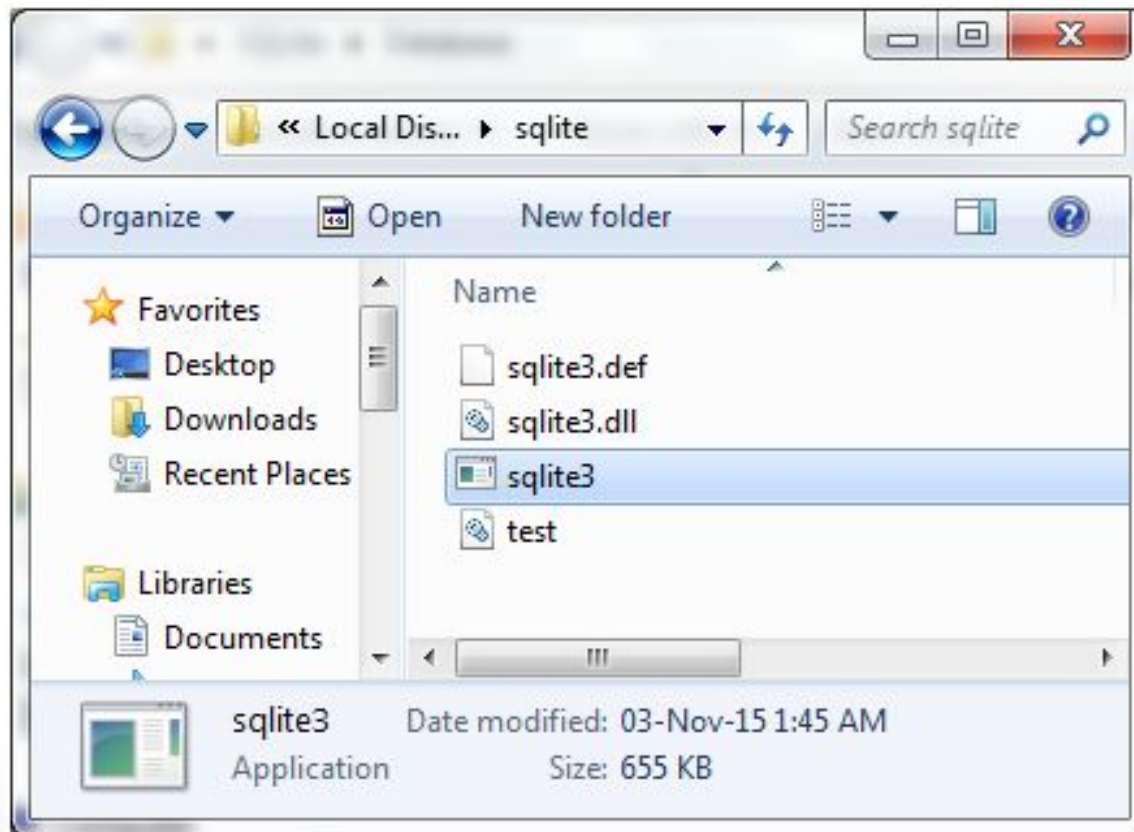 « Local Dis... ▸ sqlite
Search sqlite
Organize
Open
New folder
Favorites
Desktop
Downloads
Recent Places
Libraries
Documents
Name
sqlite3.def
sqlite3.dll
sqlite3
test
sqlite3
Date modified: 03-Nov-15 1:45 AM
Application
Size: 655 KB